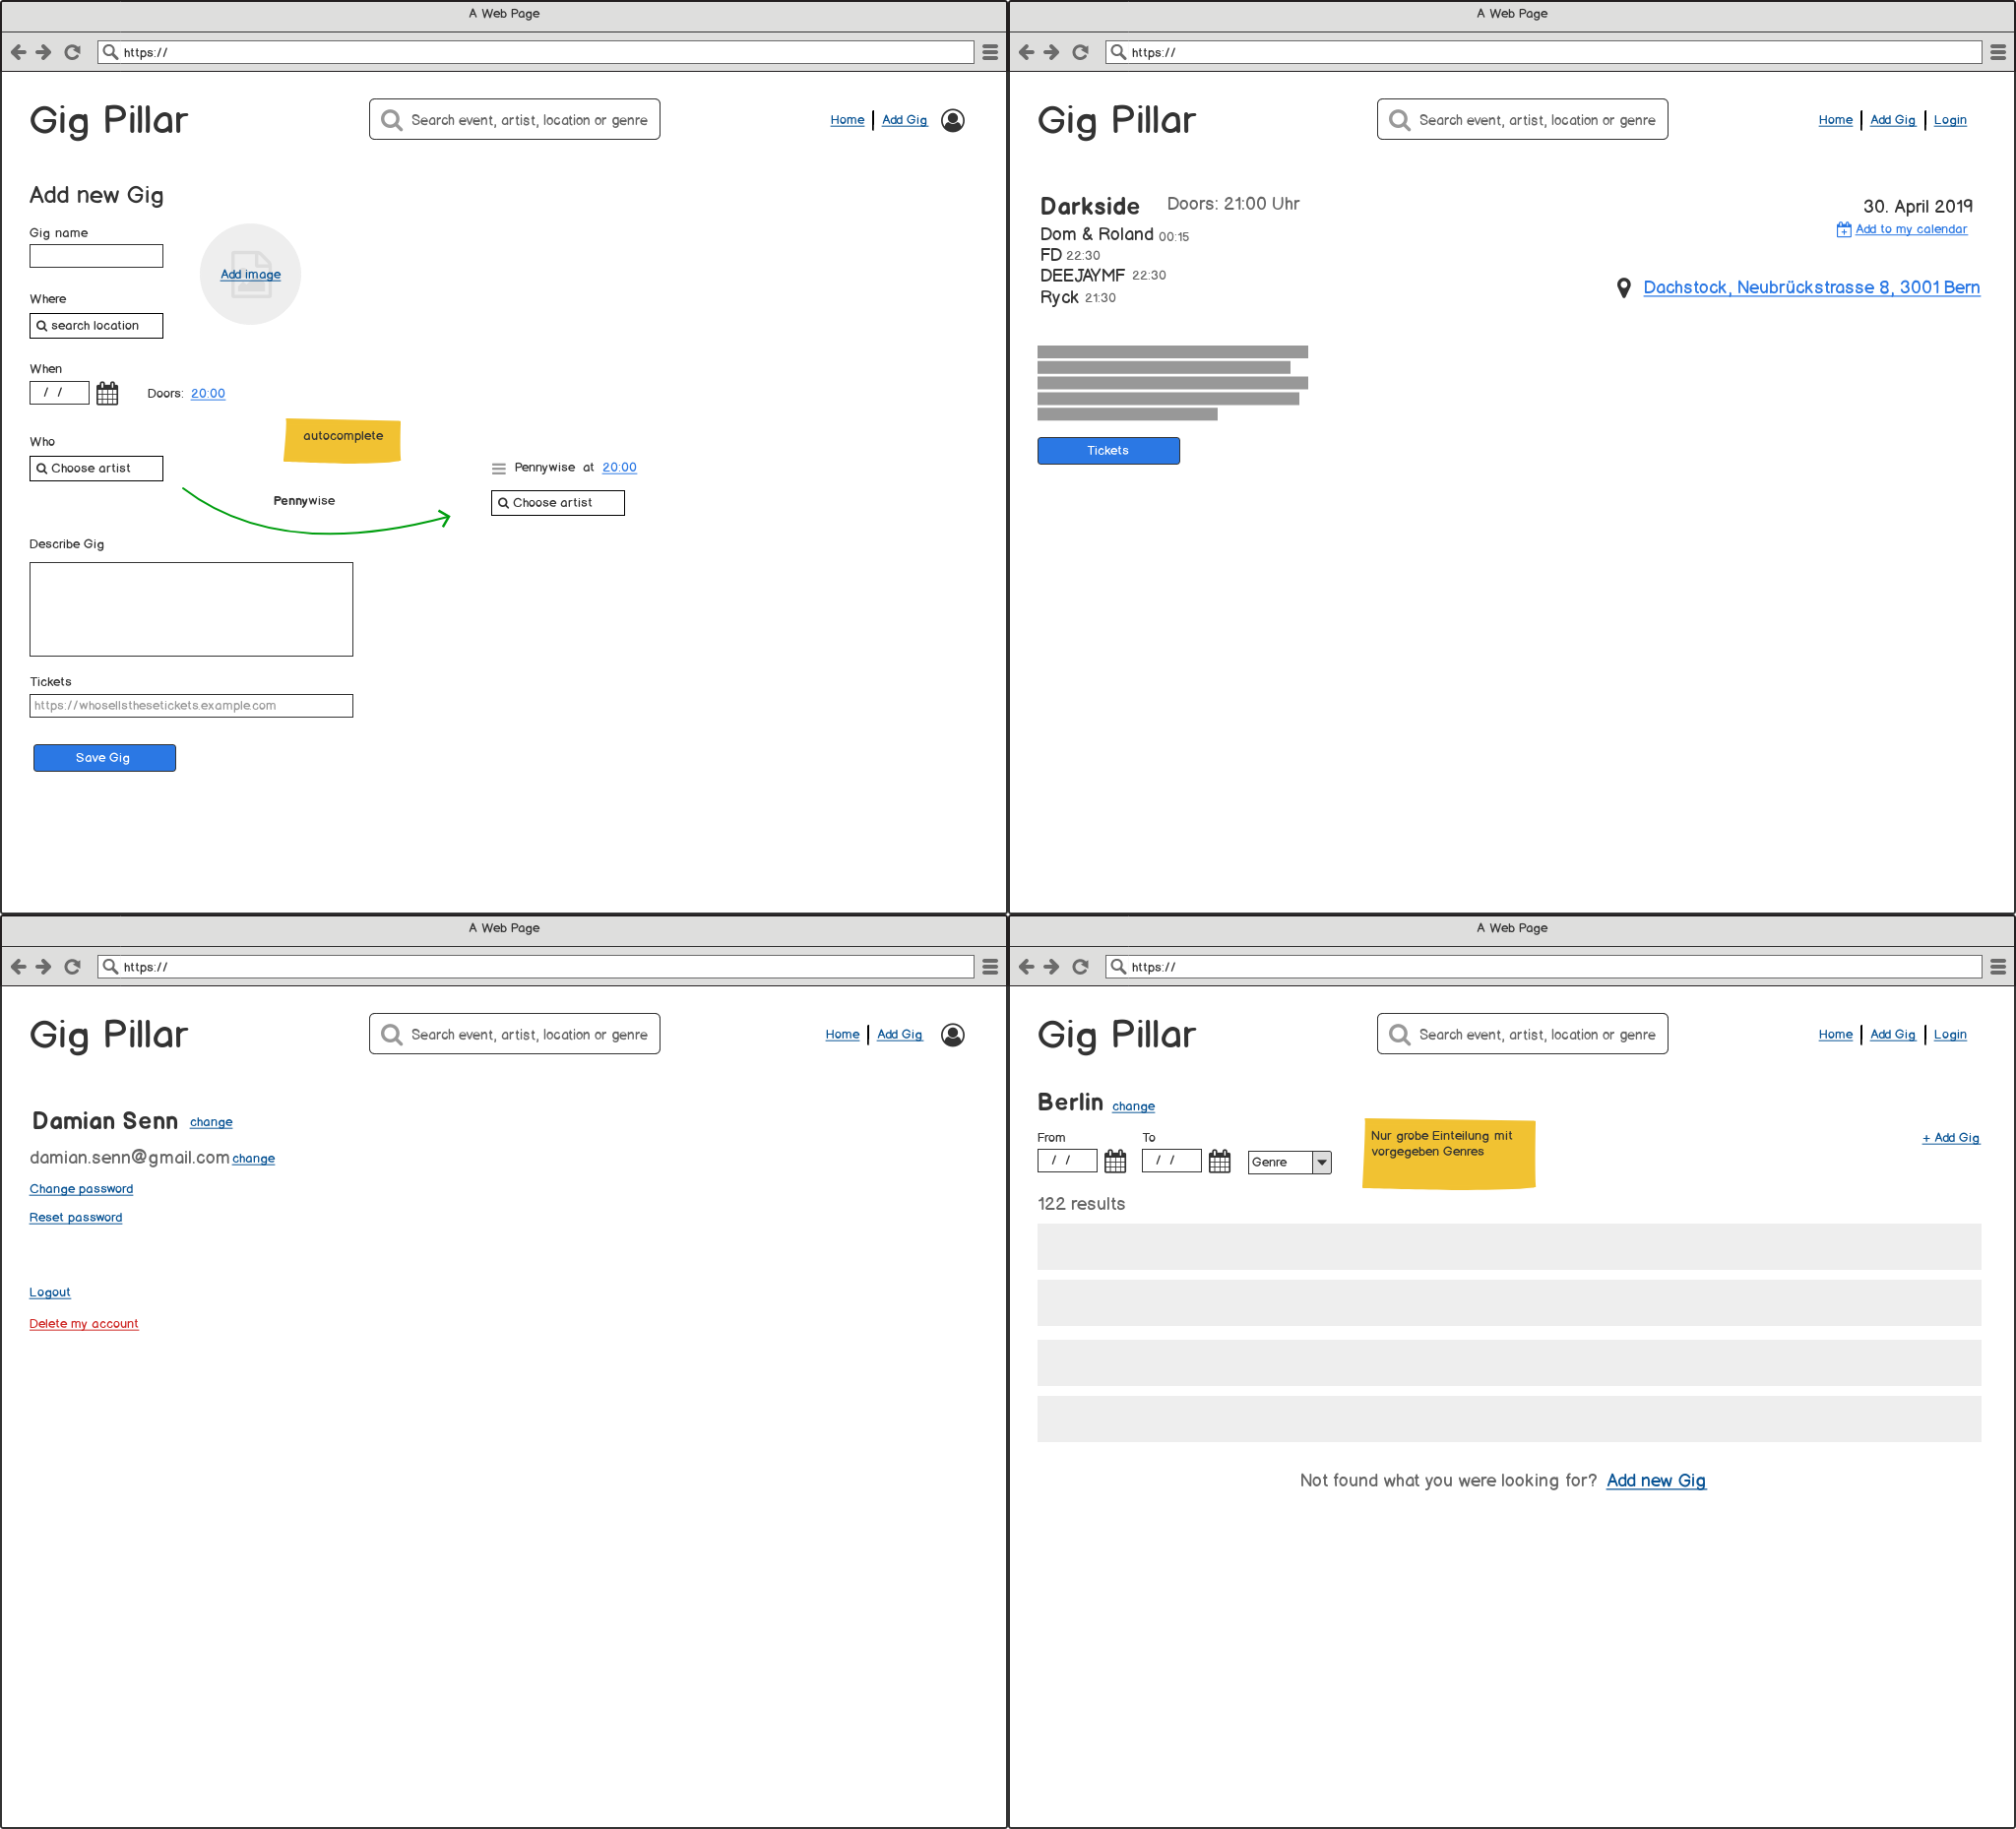 A Web Page
https://
Gig Pillar
Search event, artist, location or genre
Home
Add Gig
Add new Gig
Gig name
Add image
Where
search location
When
/ /
Doors: 20:00
autocomplete
Who
Choose artist
Pennywise at 20:00
Pennywise
Choose artist
Describe Gig
Tickets
https://whosellsthesetickets.example.com
Save Gig
A Web Page
https://
Gig Pillar
Search event, artist, location or genre
Home
Add Gig
Login
Darkside
Doors: 21:00 Uhr
30. April 2019
Add to my calendar
Dom & Roland 00:15
FD 22:30
DEEJAYMF 22:30
Ryck 21:30
Dachstock, Neubrückstrasse 8, 3001 Bern
Tickets
A Web Page
https://
Gig Pillar
Search event, artist, location or genre
Home
Add Gig
Damian Senn change
damian.senn@gmail.com change
Change password
Reset password
Logout
Delete my account
A Web Page
https://
Gig Pillar
Search event, artist, location or genre
Home
Add Gig
Login
Berlin change
From
To
/ /
/ /
Genre
Nur grobe Einteilung mit
vorgegeben Genres
+ Add Gig
122 results
Not found what you were looking for? Add new Gig